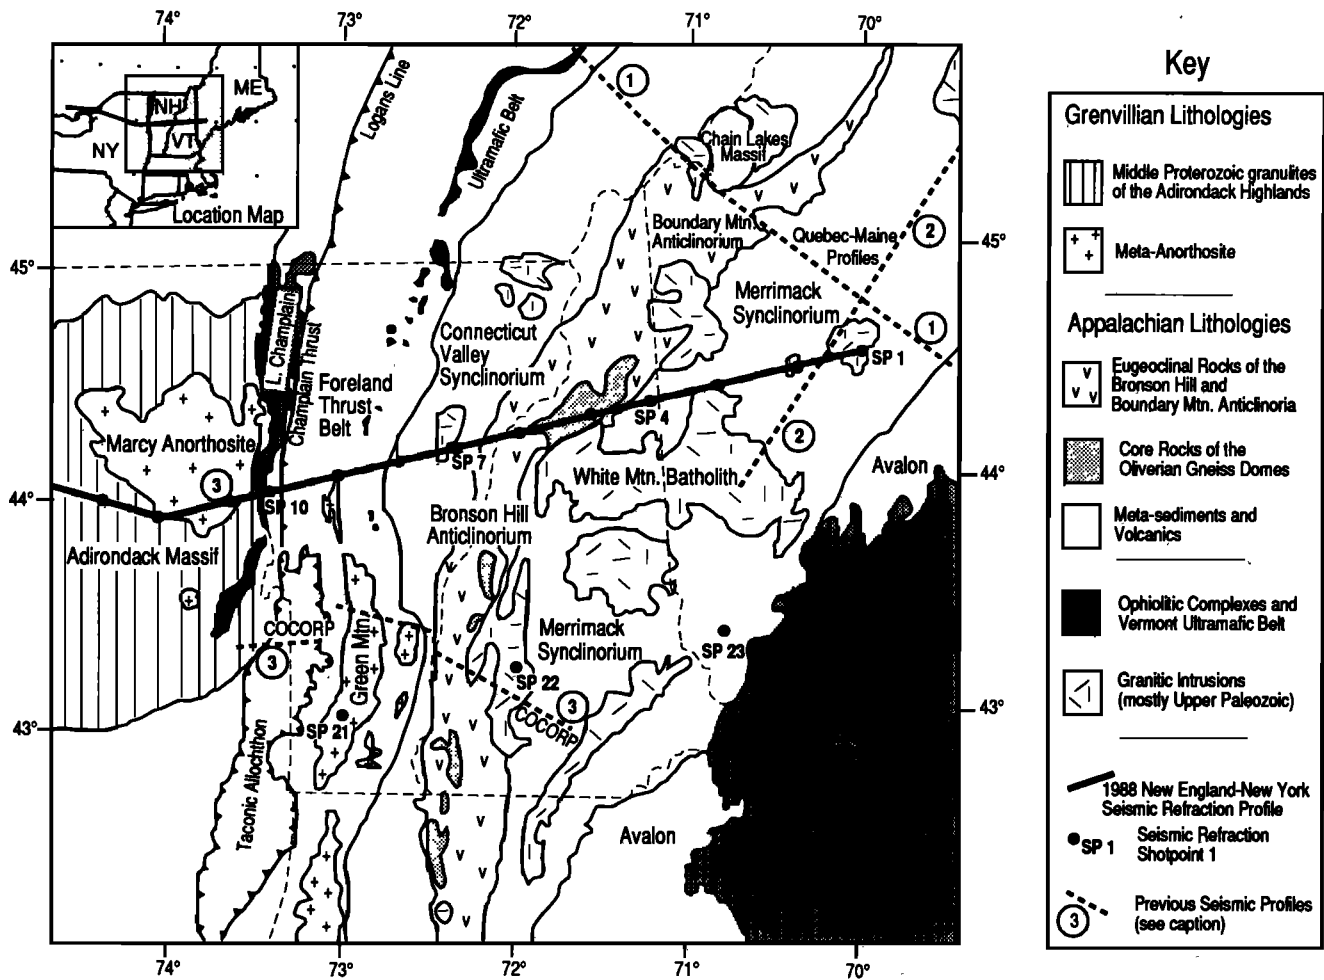 74°
73°
72°
71°
70°
ME
NH
NY
VT
Location Map
Logans Line
Ultramafic Belt
1
Chain Lakes
Massif
2
Boundary Mtn.
Anticlinorium
Quebec-Maine
Profiles
45°
45°
Merrimack
Synclinorium
L. Champlain
Champlain Thrust
Connecticut
Valley
Synclinorium
1
SP 1
Foreland
Thrust
Belt
SP 4
Marcy Anorthosite
2
SP 7
3
White Mtn. Batholith
Avalon
44°
44°
SP 10
Bronson Hill
Anticlinorium
Adirondack Massif
COCORP
3
Green Mtn.
Merrimack
Synclinorium
SP 23
SP 22
3
COCORP
43°
43°
SP 21
Taconic Allochthon
Avalon
74°
73°
72°
71°
70°
Key
Grenvillian Lithologies
Middle Proterozoic granulites
of the Adirondack Highlands
Meta-Anorthosite
Appalachian Lithologies
Eugeoclinal Rocks of the
Bronson Hill and
Boundary Mtn. Anticlinoria
Core Rocks of the
Oliverian Gneiss Domes
Meta-sediments and
Volcanics
Ophiolitic Complexes and
Vermont Ultramafic Belt
Granitic Intrusions
(mostly Upper Paleozoic)
1988 New England-New York
Seismic Refraction Profile
SP 1
Seismic Refraction
Shotpoint 1
3
Previous Seismic Profiles
(see caption)